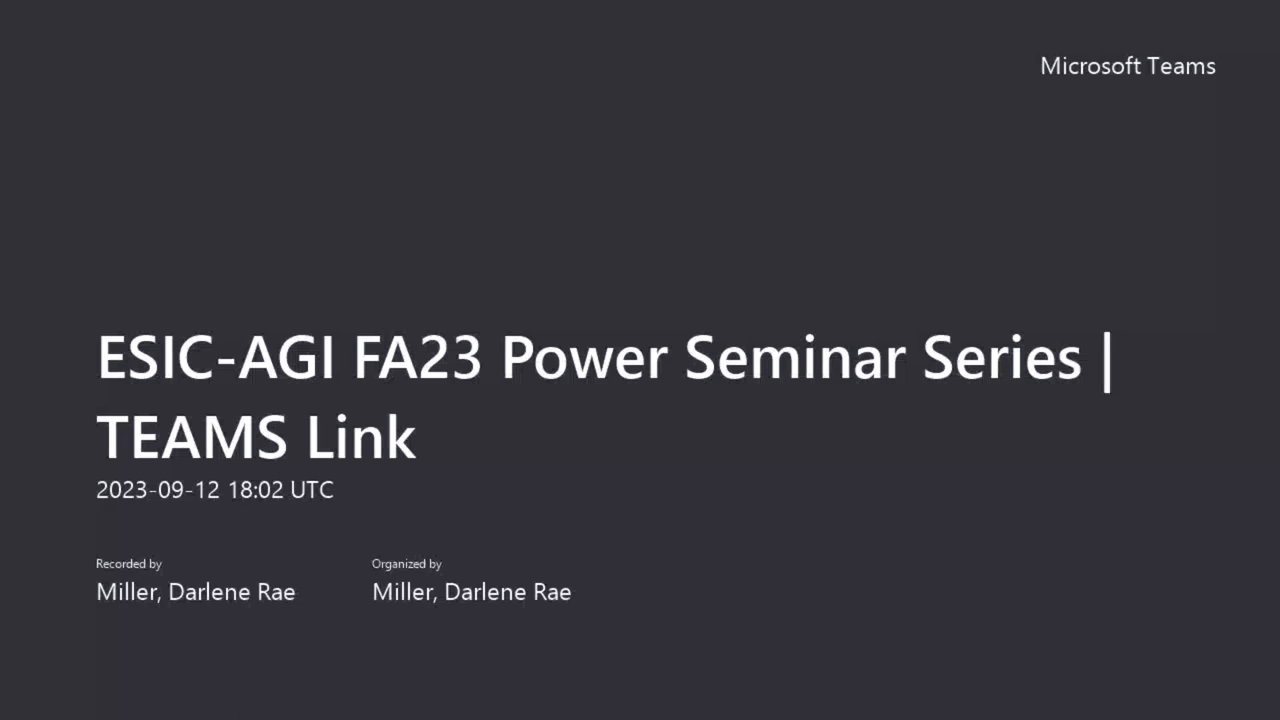 Microsoft Teams
ESIC-AGI FA23 Power Seminar Series |
TEAMS Link
2023-09-12 18:02 UTC
Recorded by
Miller, Darlene Rae
Organized by
Miller, Darlene Rae